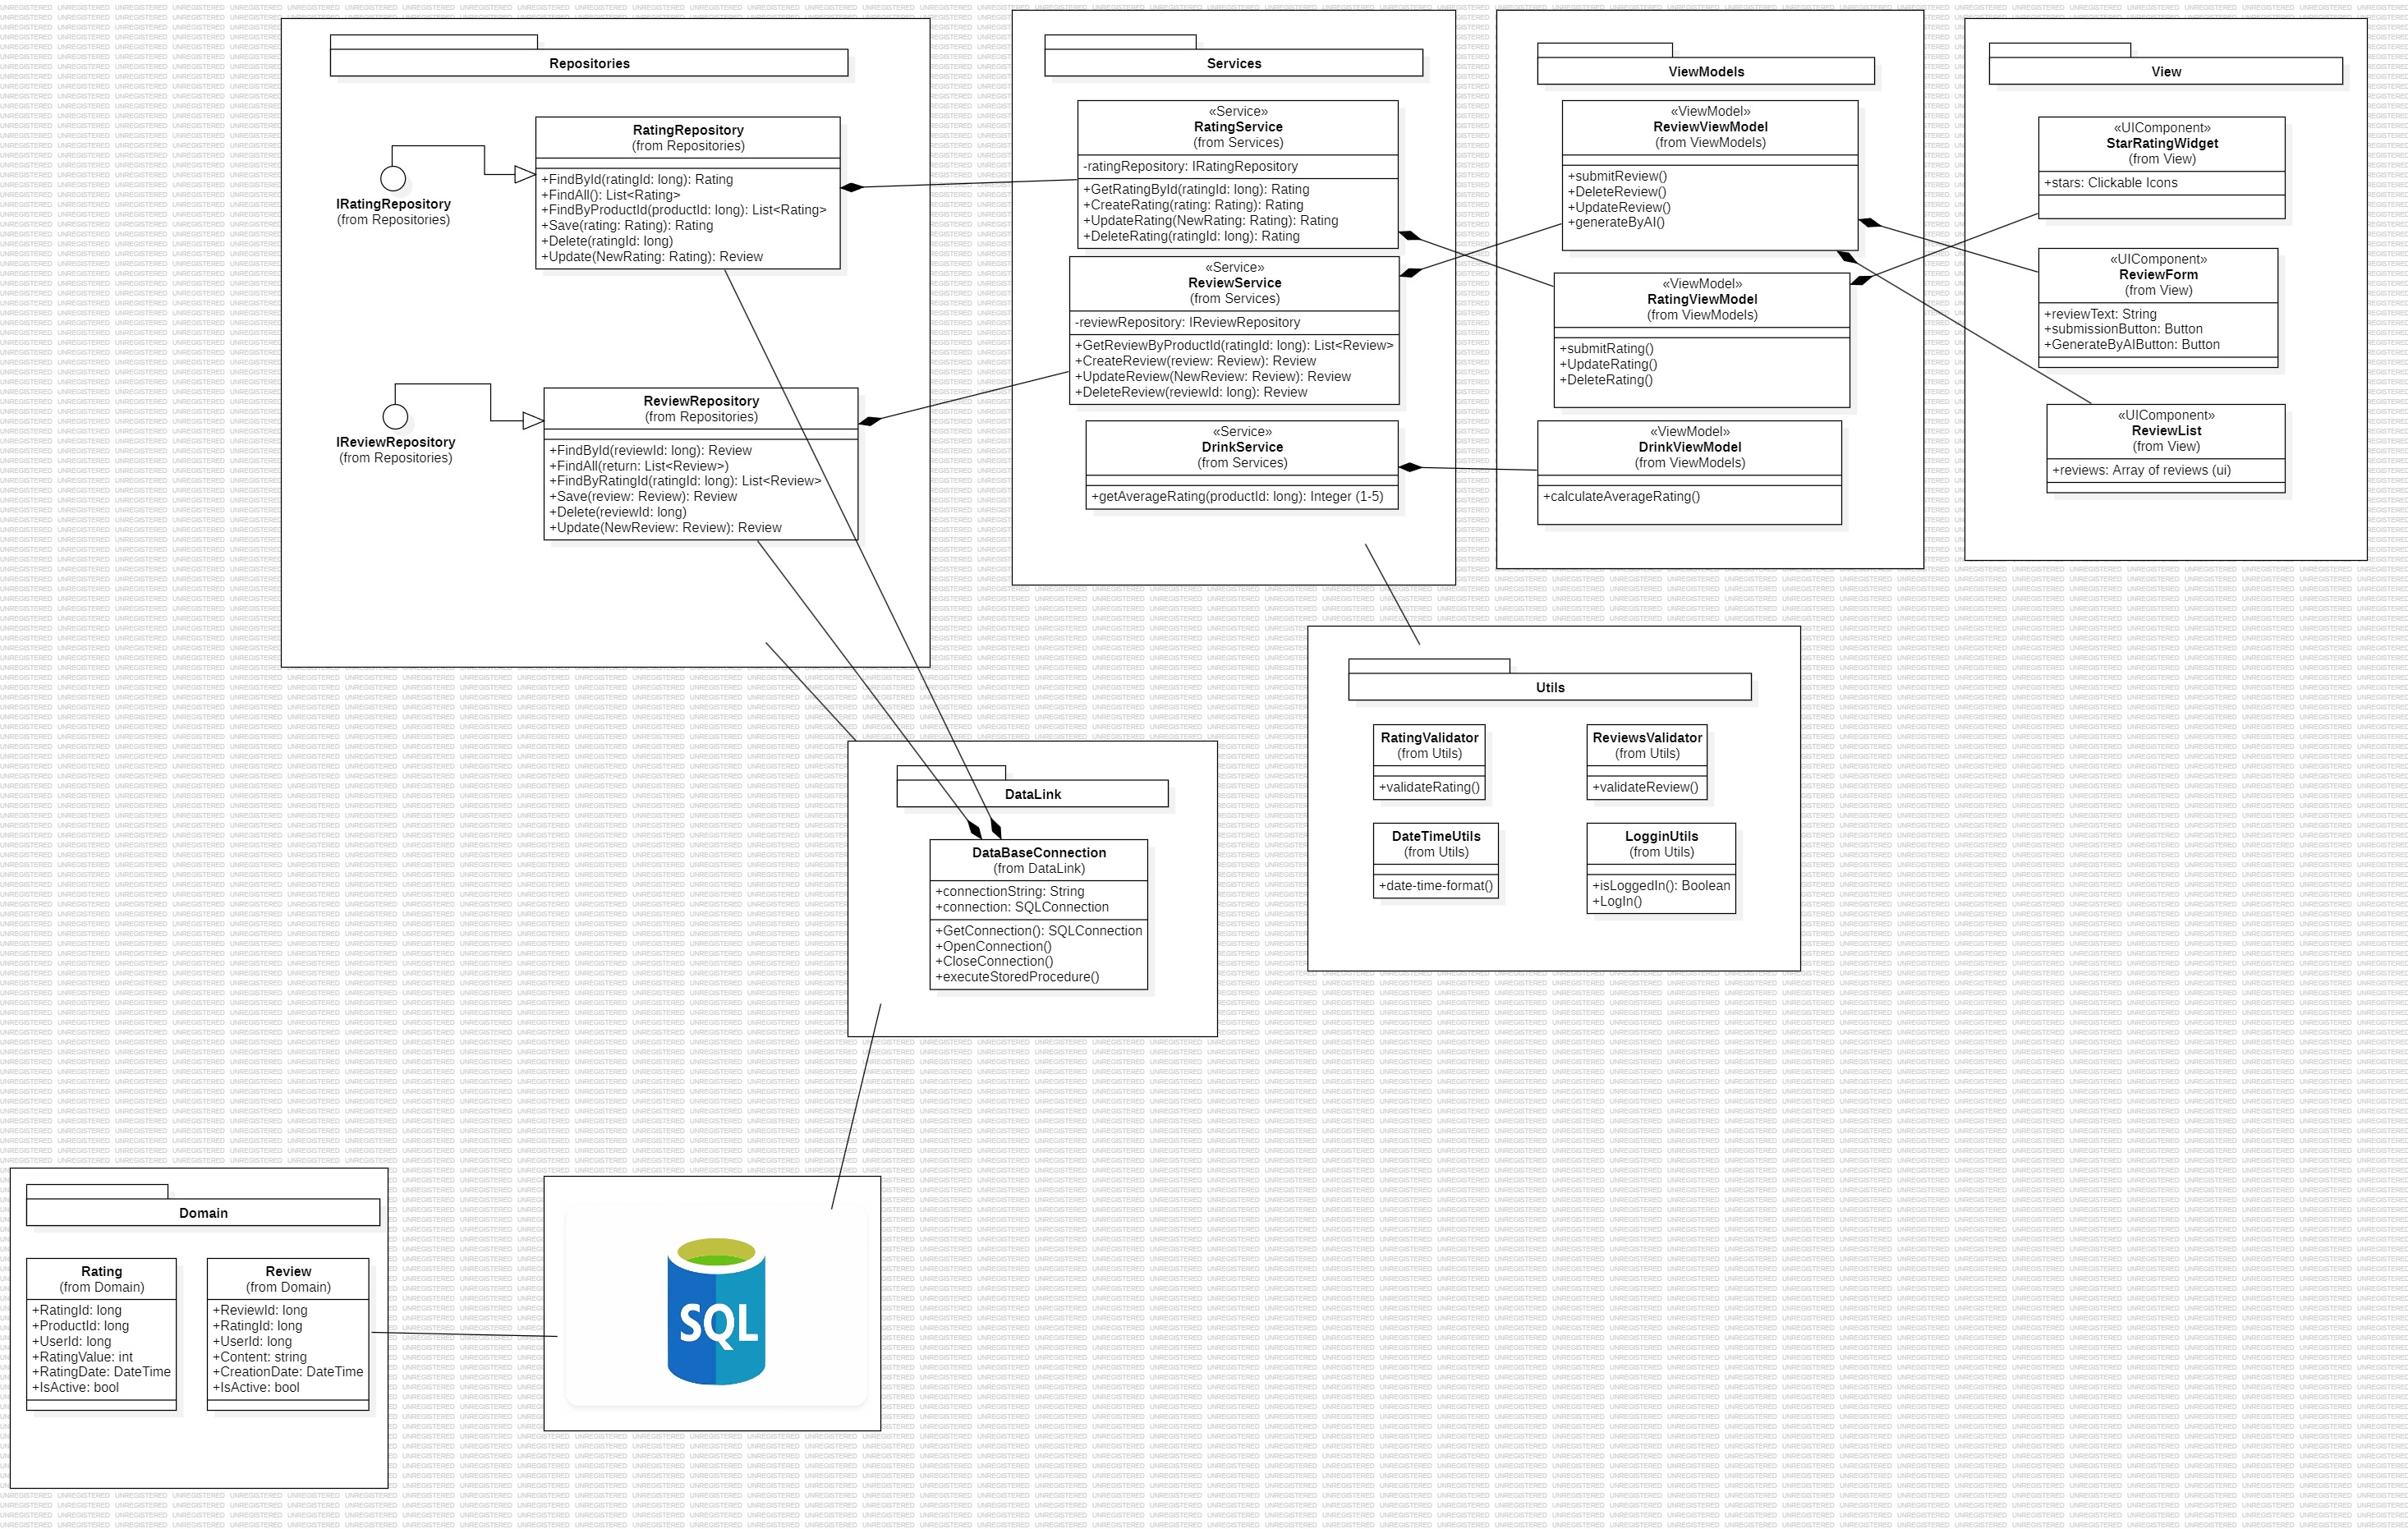 Repositories
RatingRepository
(from Repositories)
+FindById(ratingId: long): Rating
+FindAll(): List<Rating>
+FindByProductId(productId: long): List<Rating>
+Save(rating: Rating): Rating
+Delete(ratingId: long)
+Update(NewRating: Rating): Review
IRatingRepository
(from Repositories)
ReviewRepository
(from Repositories)
+FindById(reviewId: long): Review
+FindAll(return: List<Review>)
+FindByRatingId(ratingId: long): List<Review>
+Save(review: Review): Review
+Delete(reviewId: long)
+Update(NewReview: Review): Review
IReviewRepository
(from Repositories)
Services
«Service»
RatingService
(from Services)
-ratingRepository: IRatingRepository
+GetRatingById(ratingId: long): Rating
+CreateRating(rating: Rating): Rating
+UpdateRating(NewRating: Rating): Rating
+DeleteRating(ratingId: long): Rating
«Service»
ReviewService
(from Services)
-reviewRepository: IReviewRepository
+GetReviewByProductId(ratingId: long): List<Review>
+CreateReview(review: Review): Review
+UpdateReview(NewReview: Review): Review
+DeleteReview(reviewId: long): Review
«Service»
DrinkService
(from Services)
+getAverageRating(productId: long): Integer (1-5)
ViewModels
«ViewModel»
ReviewViewModel
(from ViewModels)
+submitReview()
+DeleteReview()
+UpdateReview()
+generateByAI()
«ViewModel»
RatingViewModel
(from ViewModels)
+submitRating()
+UpdateRating()
+DeleteRating()
«ViewModel»
DrinkViewModel
(from ViewModels)
+calculateAverageRating()
View
«UIComponent»
StarRatingWidget
(from View)
+stars: Clickable Icons
«UIComponent»
ReviewForm
(from View)
+reviewText: String
+submissionButton: Button
+GenerateByAIButton: Button
«UIComponent»
ReviewList
(from View)
+reviews: Array of reviews (ui)
Utils
RatingValidator
(from Utils)
+validateRating()
ReviewsValidator
(from Utils)
+validateReview()
DateTimeUtils
(from Utils)
+date-time-format()
LogginUtils
(from Utils)
+isLoggedIn(): Boolean
+LogIn()
DataLink
DataBaseConnection
(from DataLink)
+connectionString: String
+connection: SQLConnection
+GetConnection(): SQLConnection
+OpenConnection()
+CloseConnection()
+executeStoredProcedure()
Domain
Rating
(from Domain)
+RatingId: long
+ProductId: long
+UserId: long
+RatingValue: int
+RatingDate: DateTime
+IsActive: bool
Review
(from Domain)
+ReviewId: long
+RatingId: long
+UserId: long
+Content: string
+CreationDate: DateTime
+IsActive: bool
SQL
UNREGISTERED